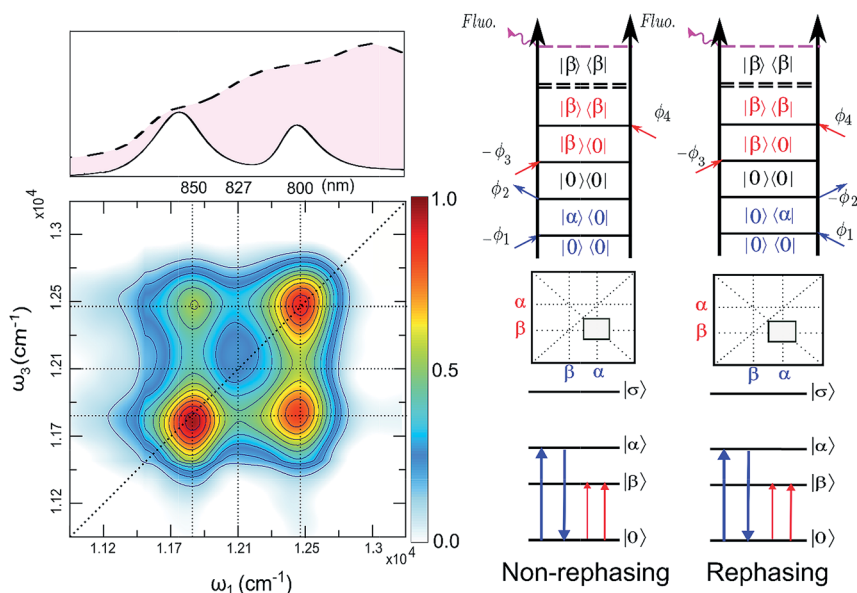 850 827 800 (nm)
x10⁴
1.3
1.25
1.21
1.17
1.12
ω₃ (cm⁻¹)
1.12 1.17 1.21 1.25 1.3
x10⁴
ω₁ (cm⁻¹)
1.0
0.5
0.0
Fluo.
|β⟩⟨β|
|β⟩⟨β|
ϕ₄
|β⟩⟨0|
-ϕ₃
|0⟩⟨0|
ϕ₂
|α⟩⟨0|
-ϕ₁
|0⟩⟨0|
α
β
β α
|σ⟩
|α⟩
|β⟩
|0⟩
Non-rephasing
Fluo.
|β⟩⟨β|
|β⟩⟨β|
ϕ₄
|β⟩⟨0|
-ϕ₃
|0⟩⟨0|
-ϕ₂
|0⟩⟨α|
ϕ₁
|0⟩⟨0|
α
β
β α
|σ⟩
|α⟩
|β⟩
|0⟩
Rephasing